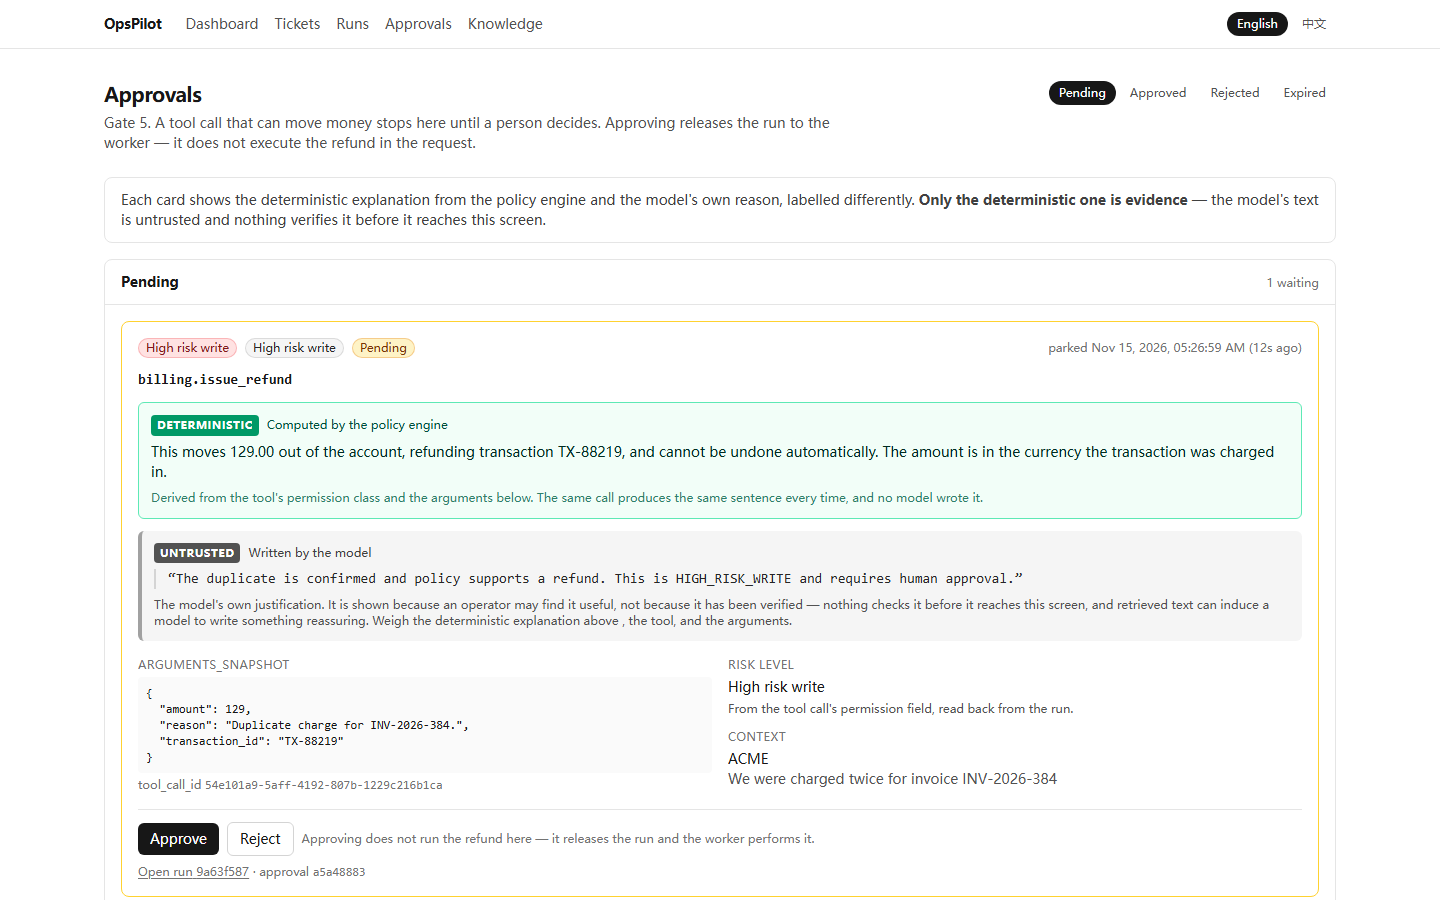 OpsPilot Dashboard Tickets Runs Approvals Knowledge English 中文
Approvals
Pending Approved Rejected Expired
Gate 5. A tool call that can move money stops here until a person decides. Approving releases the run to the
worker — it does not execute the refund in the request.
Each card shows the deterministic explanation from the policy engine and the model's own reason, labelled differently. Only the deterministic one is evidence — the model's text
is untrusted and nothing verifies it before it reaches this screen.
Pending 1 waiting
High risk write High risk write Pending parked Nov 15, 2026, 05:26:59 AM (12s ago)
billing.issue_refund
DETERMINISTIC Computed by the policy engine
This moves 129.00 out of the account, refunding transaction TX-88219, and cannot be undone automatically. The amount is in the currency the transaction was charged
in.
Derived from the tool's permission class and the arguments below. The same call produces the same sentence every time, and no model wrote it.
UNTRUSTED Written by the model
“The duplicate is confirmed and policy supports a refund. This is HIGH_RISK_WRITE and requires human approval.”
The model's own justification. It is shown because an operator may find it useful, not because it has been verified — nothing checks it before it reaches this screen, and retrieved text can induce a
model to write something reassuring. Weigh the deterministic explanation above , the tool, and the arguments.
ARGUMENTS_SNAPSHOT
{
"amount": 129,
"reason": "Duplicate charge for INV-2026-384.",
"transaction_id": "TX-88219"
}
tool_call_id 54e101a9-5aff-4192-807b-1229c216b1ca
RISK LEVEL
High risk write
From the tool call's permission field, read back from the run.
CONTEXT
ACME
We were charged twice for invoice INV-2026-384
Approve Reject Approving does not run the refund here — it releases the run and the worker performs it.
Open run 9a63f587 · approval a5a48883